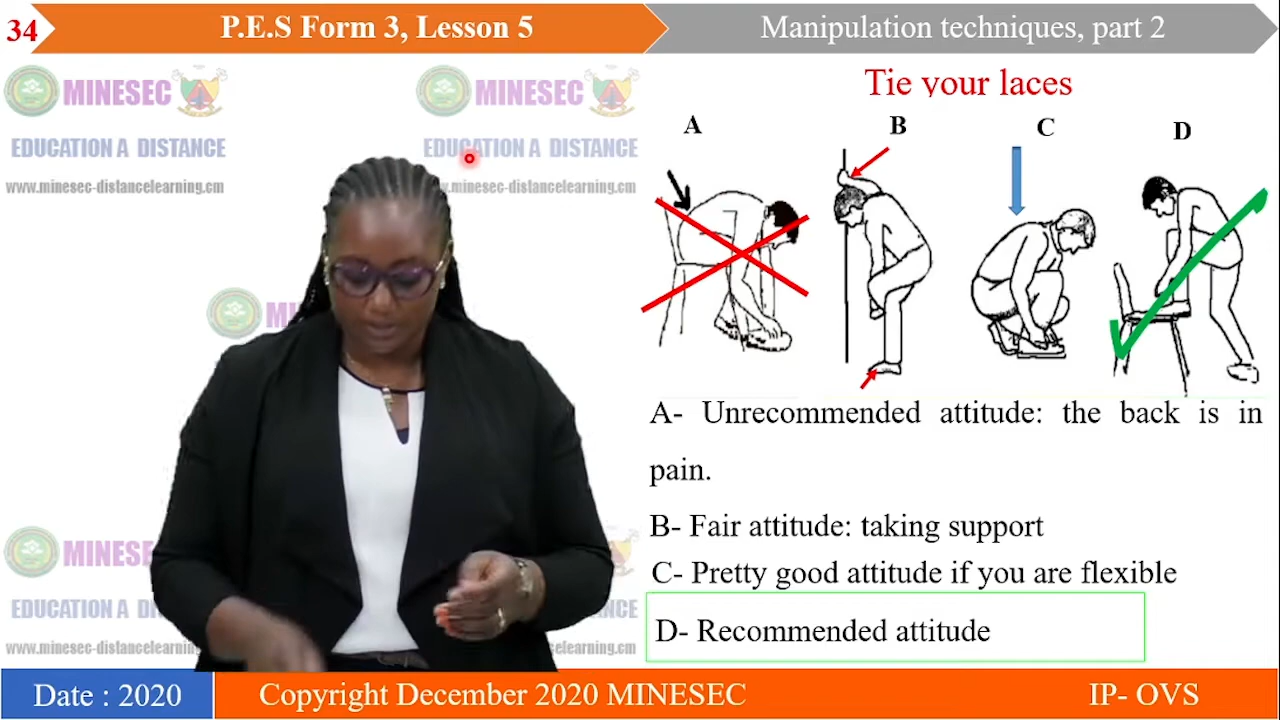 34
P.E.S Form 3, Lesson 5
Manipulation techniques, part 2
MINESEC
EDUCATION A DISTANCE
www.minesec-distancelearning.cm
MINESEC
EDUCATION A DISTANCE
www.minesec-distancelearning.cm
Tie your laces
A
B
C
D
A- Unrecommended attitude: the back is in
pain.
B- Fair attitude: taking support
C- Pretty good attitude if you are flexible
D- Recommended attitude
Date : 2020
Copyright December 2020 MINESEC
IP- OVS